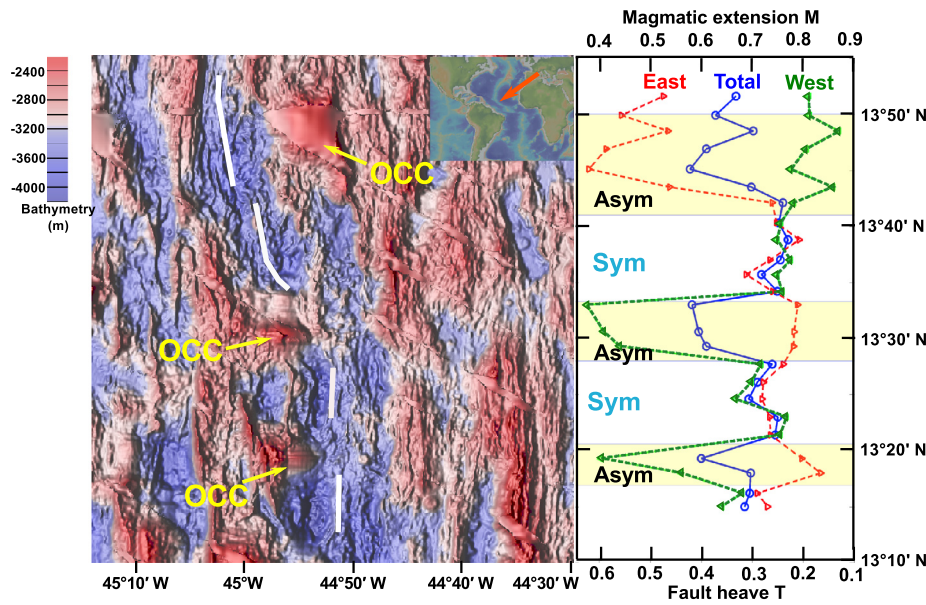 Magmatic extension M
0.4 0.5 0.6 0.7 0.8 0.9
-2400
-2800
-3200
-3600
-4000
Bathymetry
(m)
OCC
OCC
OCC
East Total West
Asym
Sym
Asym
Sym
Asym
13°50' N
13°40' N
13°30' N
13°20' N
13°10' N
45°10' W 45°0' W 44°50' W 44°40' W 44°30' W
0.6 0.5 0.4 0.3 0.2 0.1
Fault heave T